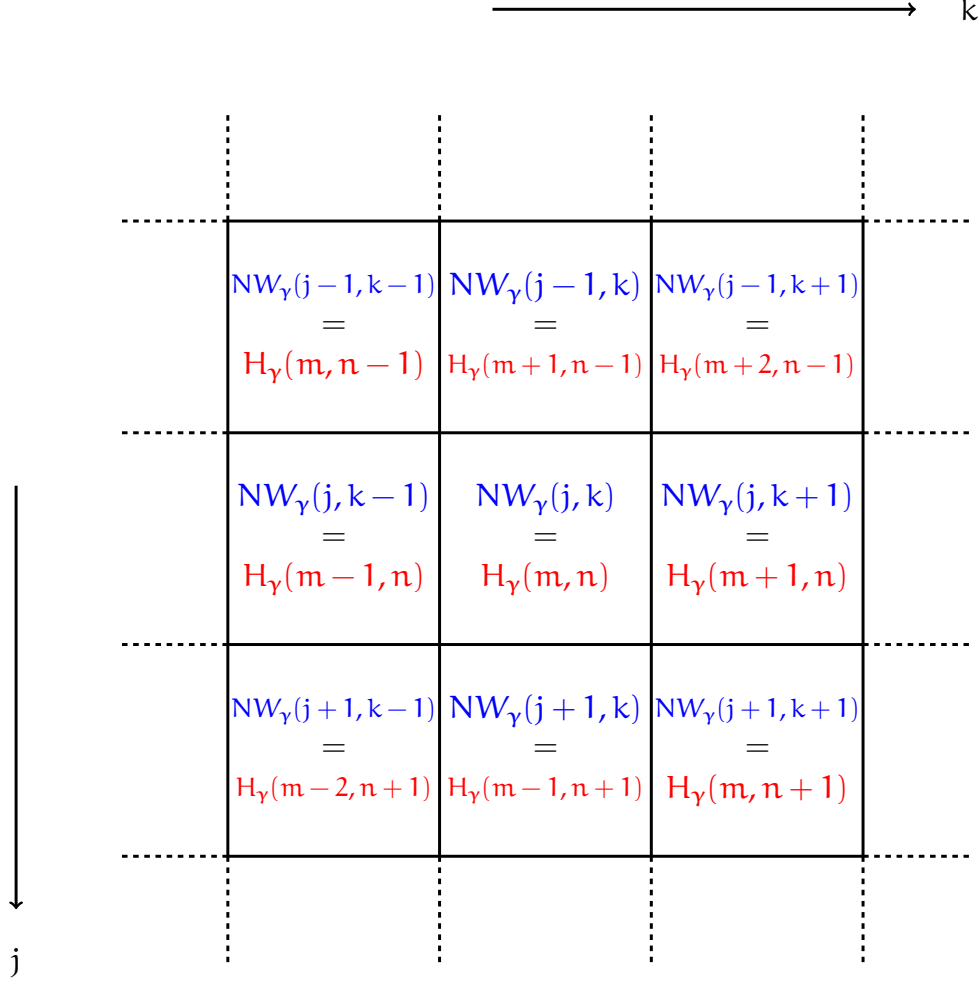 k
NW_γ(j − 1, k − 1) NW_γ(j − 1, k) NW_γ(j − 1, k + 1)
= = =
H_γ(m, n − 1) H_γ(m + 1, n − 1) H_γ(m + 2, n − 1)
NW_γ(j, k − 1) NW_γ(j, k) NW_γ(j, k + 1)
= = =
H_γ(m − 1, n) H_γ(m, n) H_γ(m + 1, n)
NW_γ(j + 1, k − 1) NW_γ(j + 1, k) NW_γ(j + 1, k + 1)
= = =
H_γ(m − 2, n + 1) H_γ(m − 1, n + 1) H_γ(m, n + 1)
j